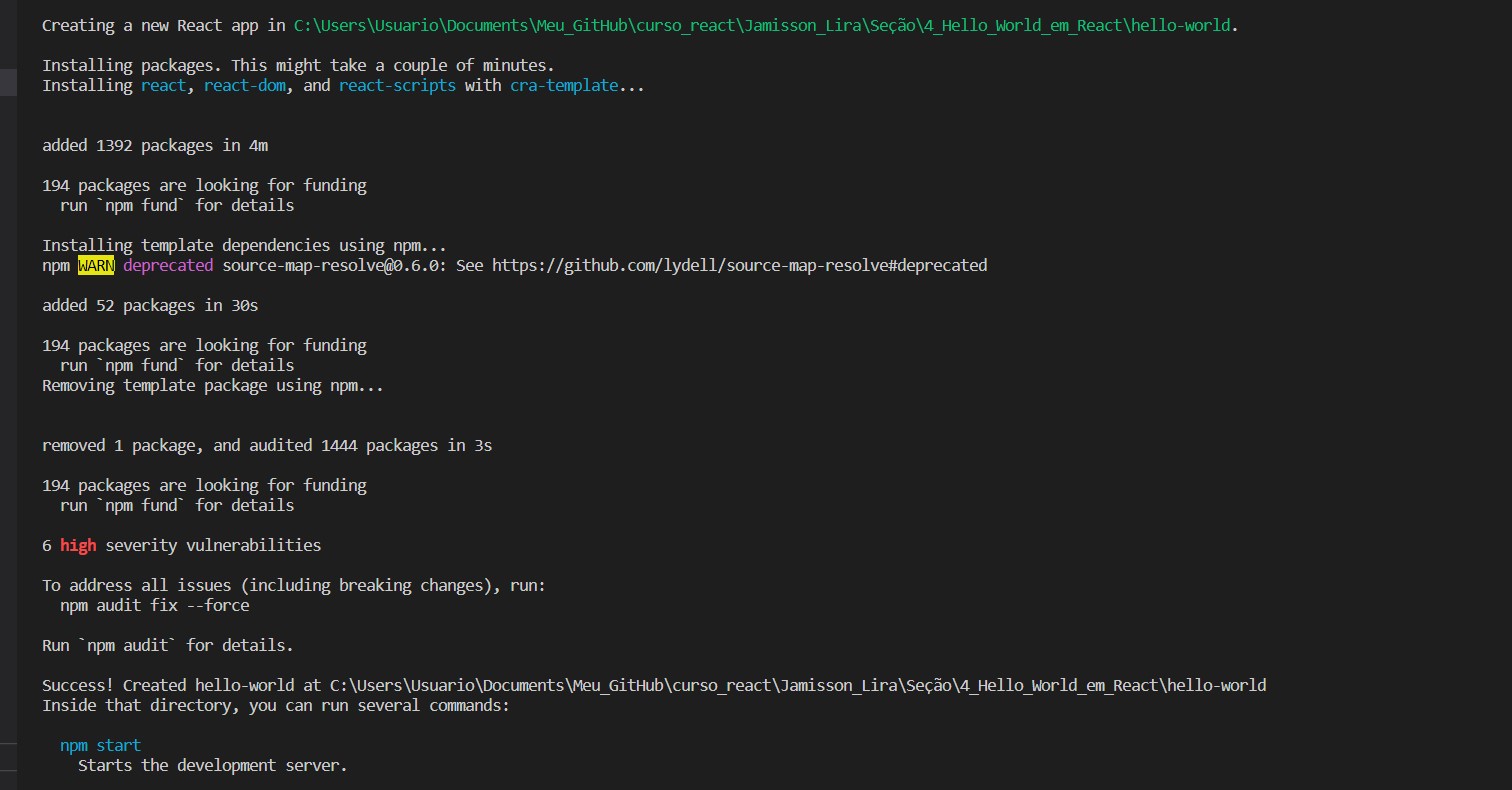 Creating a new React app in C:\Users\Usuario\Documents\Meu_GitHub\curso_react\Jamisson_Lira\Seção\4_Hello_World_em_React\hello-world.
Installing packages. This might take a couple of minutes.
Installing react, react-dom, and react-scripts with cra-template...
added 1392 packages in 4m
194 packages are looking for funding
run `npm fund` for details
Installing template dependencies using npm...
npm WARN deprecated source-map-resolve@0.6.0: See https://github.com/lydell/source-map-resolve#deprecated
added 52 packages in 30s
194 packages are looking for funding
run `npm fund` for details
Removing template package using npm...
removed 1 package, and audited 1444 packages in 3s
194 packages are looking for funding
run `npm fund` for details
6 high severity vulnerabilities
To address all issues (including breaking changes), run:
npm audit fix --force
Run `npm audit` for details.
Success! Created hello-world at C:\Users\Usuario\Documents\Meu_GitHub\curso_react\Jamisson_Lira\Seção\4_Hello_World_em_React\hello-world
Inside that directory, you can run several commands:
npm start
Starts the development server.